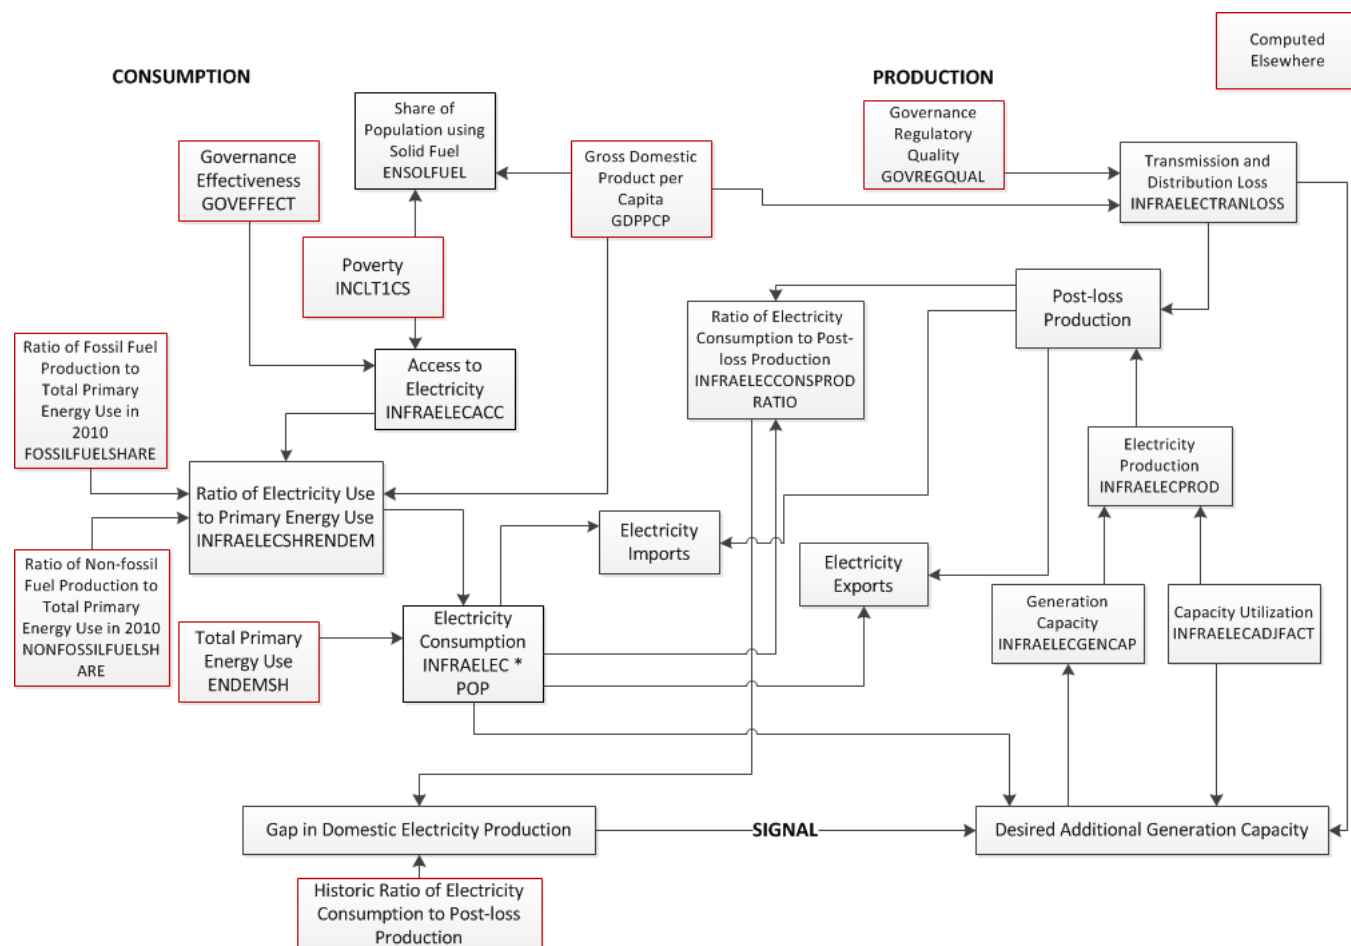 CONSUMPTION
PRODUCTION
Computed
Elsewhere
Share of
Population using
Solid Fuel
ENSOLFUEL
Governance
Regulatory
Quality
GOVREGQUAL
Governance
Effectiveness
GOVEFFECT
Gross Domestic
Product per
Capita
GDPPCP
Transmission and
Distribution Loss
INFRAELECTRANLOSS
Poverty
INCLT1CS
Post-loss
Production
Ratio of Electricity
Consumption to Post-
loss Production
INFRAELECCONSPROD
RATIO
Ratio of Fossil Fuel
Production to
Total Primary
Energy Use in
2010
FOSSILFUELSHARE
Access to
Electricity
INFRAELECACC
Electricity
Production
INFRAELECPROD
Ratio of Electricity Use
to Primary Energy Use
INFRAELECSHRENDEM
Electricity
Imports
Electricity
Exports
Ratio of Non-fossil
Fuel Production to
Total Primary
Energy Use in 2010
NONFOSSILFUELSH
ARE
Total Primary
Energy Use
ENDEMSH
Electricity
Consumption
INFRAELEC *
POP
Generation
Capacity
INFRAELECGENCAP
Capacity Utilization
INFRAELECADJFACT
Gap in Domestic Electricity Production
SIGNAL
Desired Additional Generation Capacity
Historic Ratio of Electricity
Consumption to Post-loss
Production